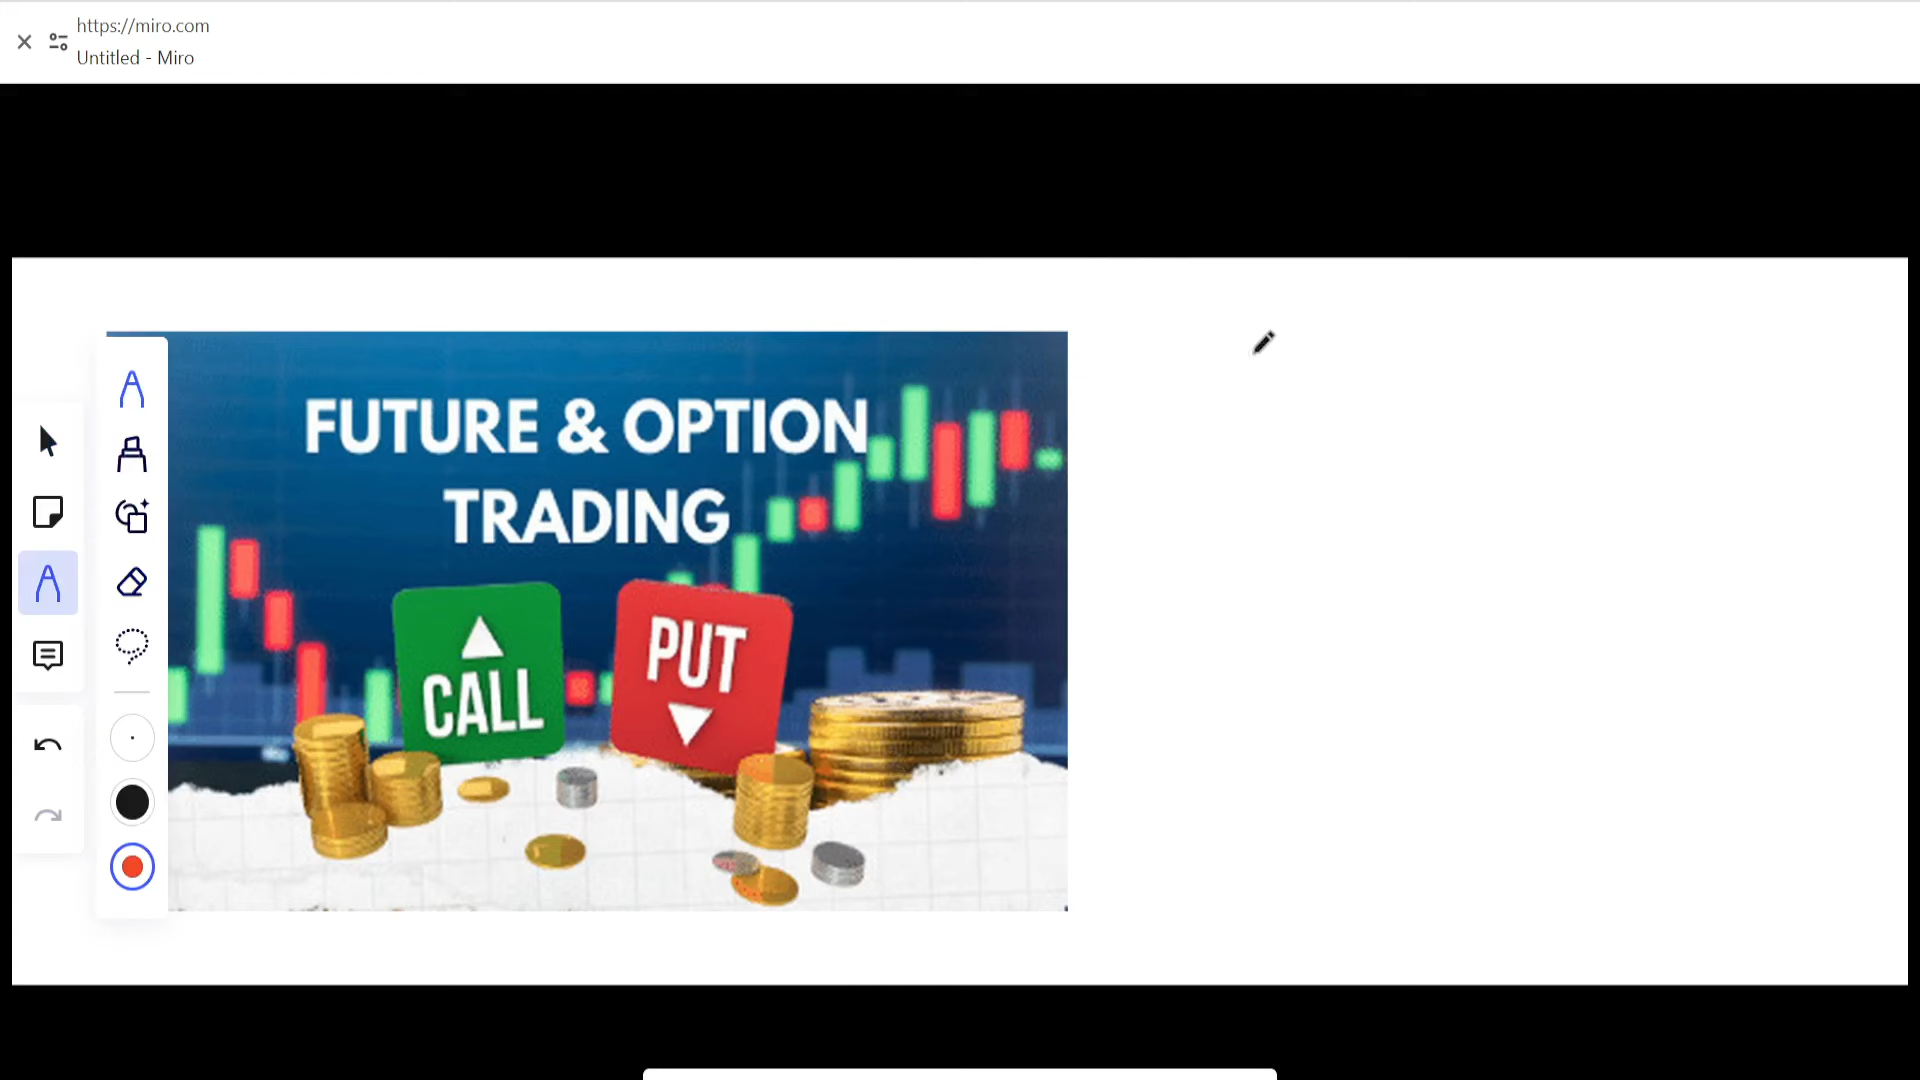 https://miro.com
Untitled - Miro
FUTURE & OPTION
TRADING
CALL
PUT